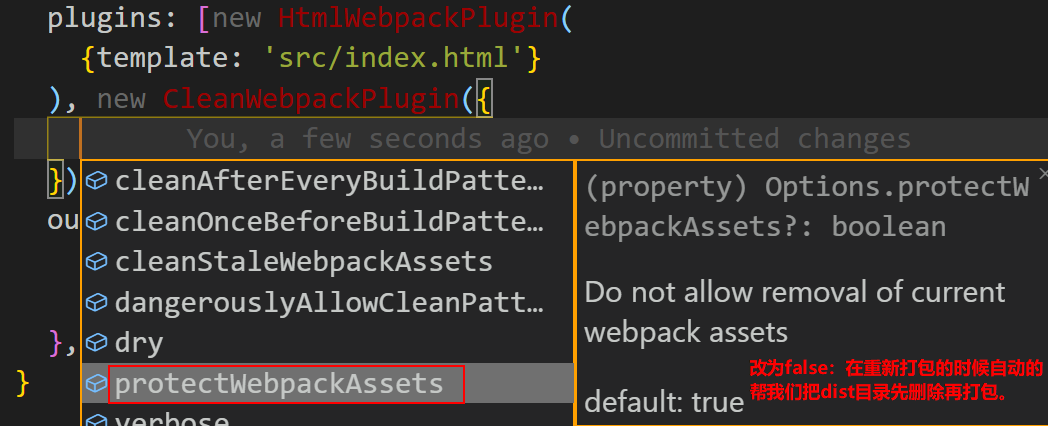 plugins: [new HtmlWebpackPlugin(
{template: 'src/index.html'}
), new CleanWebpackPlugin({
You, a few seconds ago • Uncommitted changes
})
ou
},
}
cleanAfterEveryBuildPatte…
cleanOnceBeforeBuildPatte…
cleanStaleWebpackAssets
dangerouslyAllowCleanPatt…
dry
protectWebpackAssets
verbose
(property) Options.protectW
ebpackAssets?: boolean
Do not allow removal of current
webpack assets
default: true
改为false：在重新打包的时候自动的
帮我们把dist目录先删除再打包。